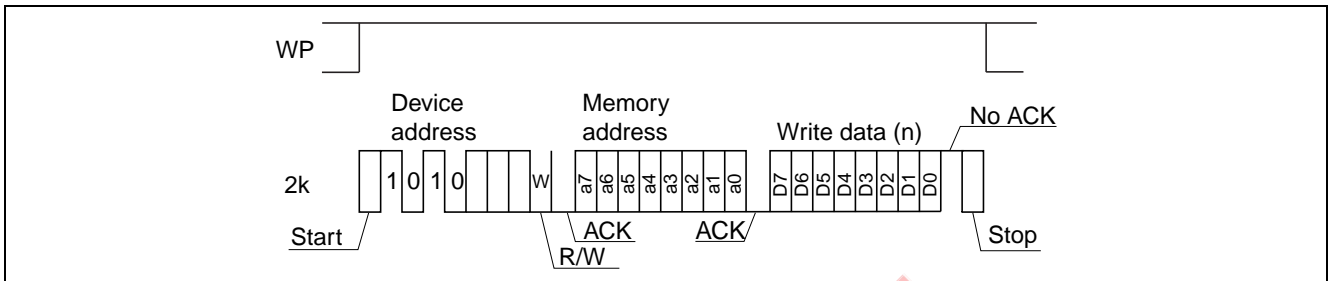 WP
Device address
Memory address
Write data (n)
No ACK
2k
1 0 1 0 W a7 a6 a5 a4 a3 a2 a1 a0 D7 D6 D5 D4 D3 D2 D1 D0
Start
ACK
ACK
Stop
R/W